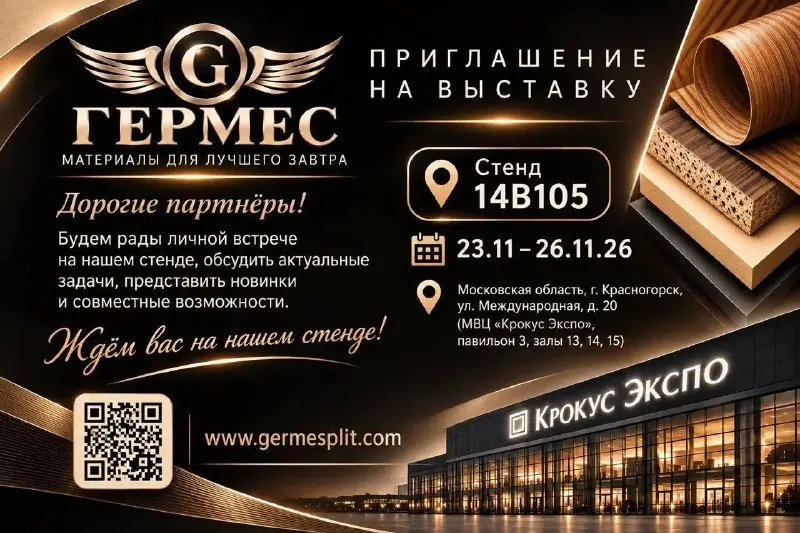 G
ГЕРМЕС
МАТЕРИАЛЫ ДЛЯ ЛУЧШЕГО ЗАВТРА
Дорогие партнёры!
Будем рады личной встрече
на нашем стенде, обсудить актуальные
задачи, представить новинки
и совместные возможности.
Ждём вас на нашем стенде!
www.germesplit.com
ПРИГЛАШЕНИЕ
НА ВЫСТАВКУ
Стенд
14B105
23.11 – 26.11.26
Московская область, г. Красногорск,
ул. Международная, д. 20
(МВЦ «Крокус Экспо»,
павильон 3, залы 13, 14, 15)
КРОКУС ЭКСПО